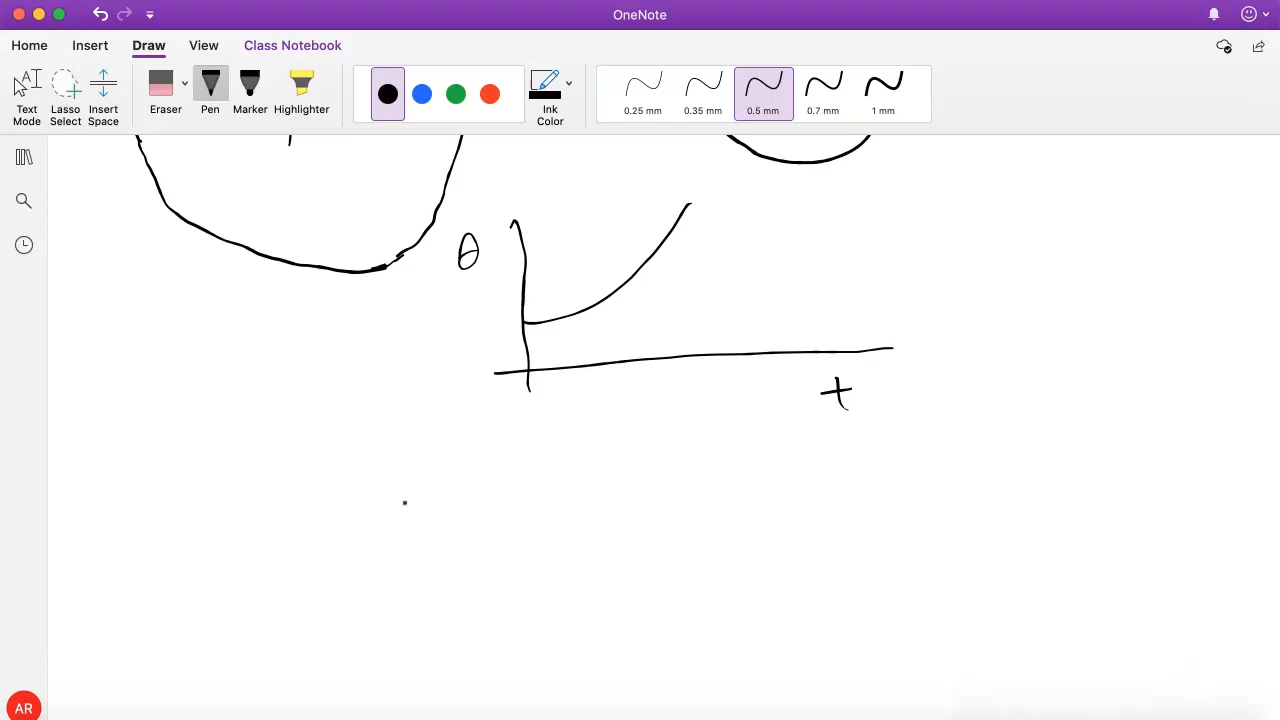 OneNote
Home Insert Draw View Class Notebook
Text Mode Lasso Select Insert Space Eraser Pen Marker Highlighter Ink Color 0.25 mm 0.35 mm 0.5 mm 0.7 mm 1 mm
θ
t
AR